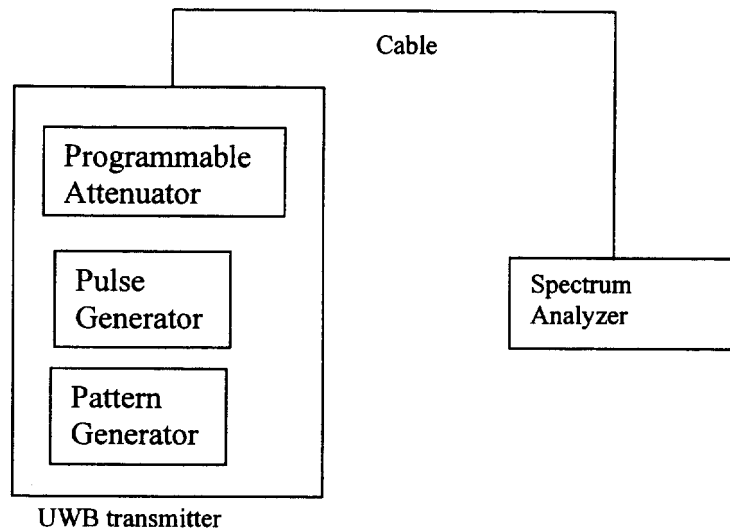 Cable
Programmable
Attenuator
Pulse
Generator
Spectrum
Analyzer
Pattern
Generator
UWB transmitter